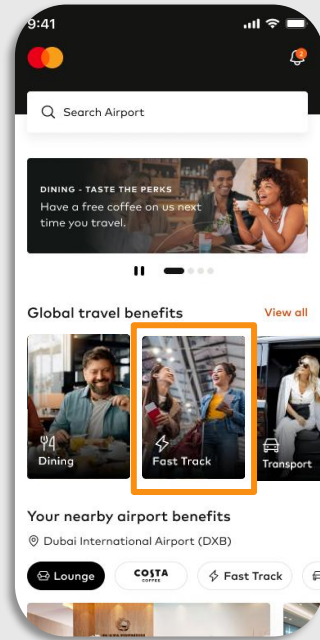 9:41
2
Search Airport
DINING - TASTE THE PERKS
Have a free coffee on us next
time you travel.
Global travel benefits
View all
Dining
Fast Track
Transport
Your nearby airport benefits
Dubai International Airport (DXB)
Lounge
COSTA
COFFEE
Fast Track